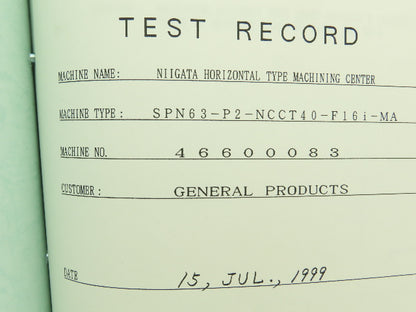 TEST RECORD
MACHINE NAME: NIIGATA HORIZONTAL TYPE MACHINING CENTER
MACHINE TYPE: SPN63-P2-NCCT40-F16i-MA
MACHINE NO. 46600083
CUSTOMER: GENERAL PRODUCTS
DATE 15, JUL., 1999